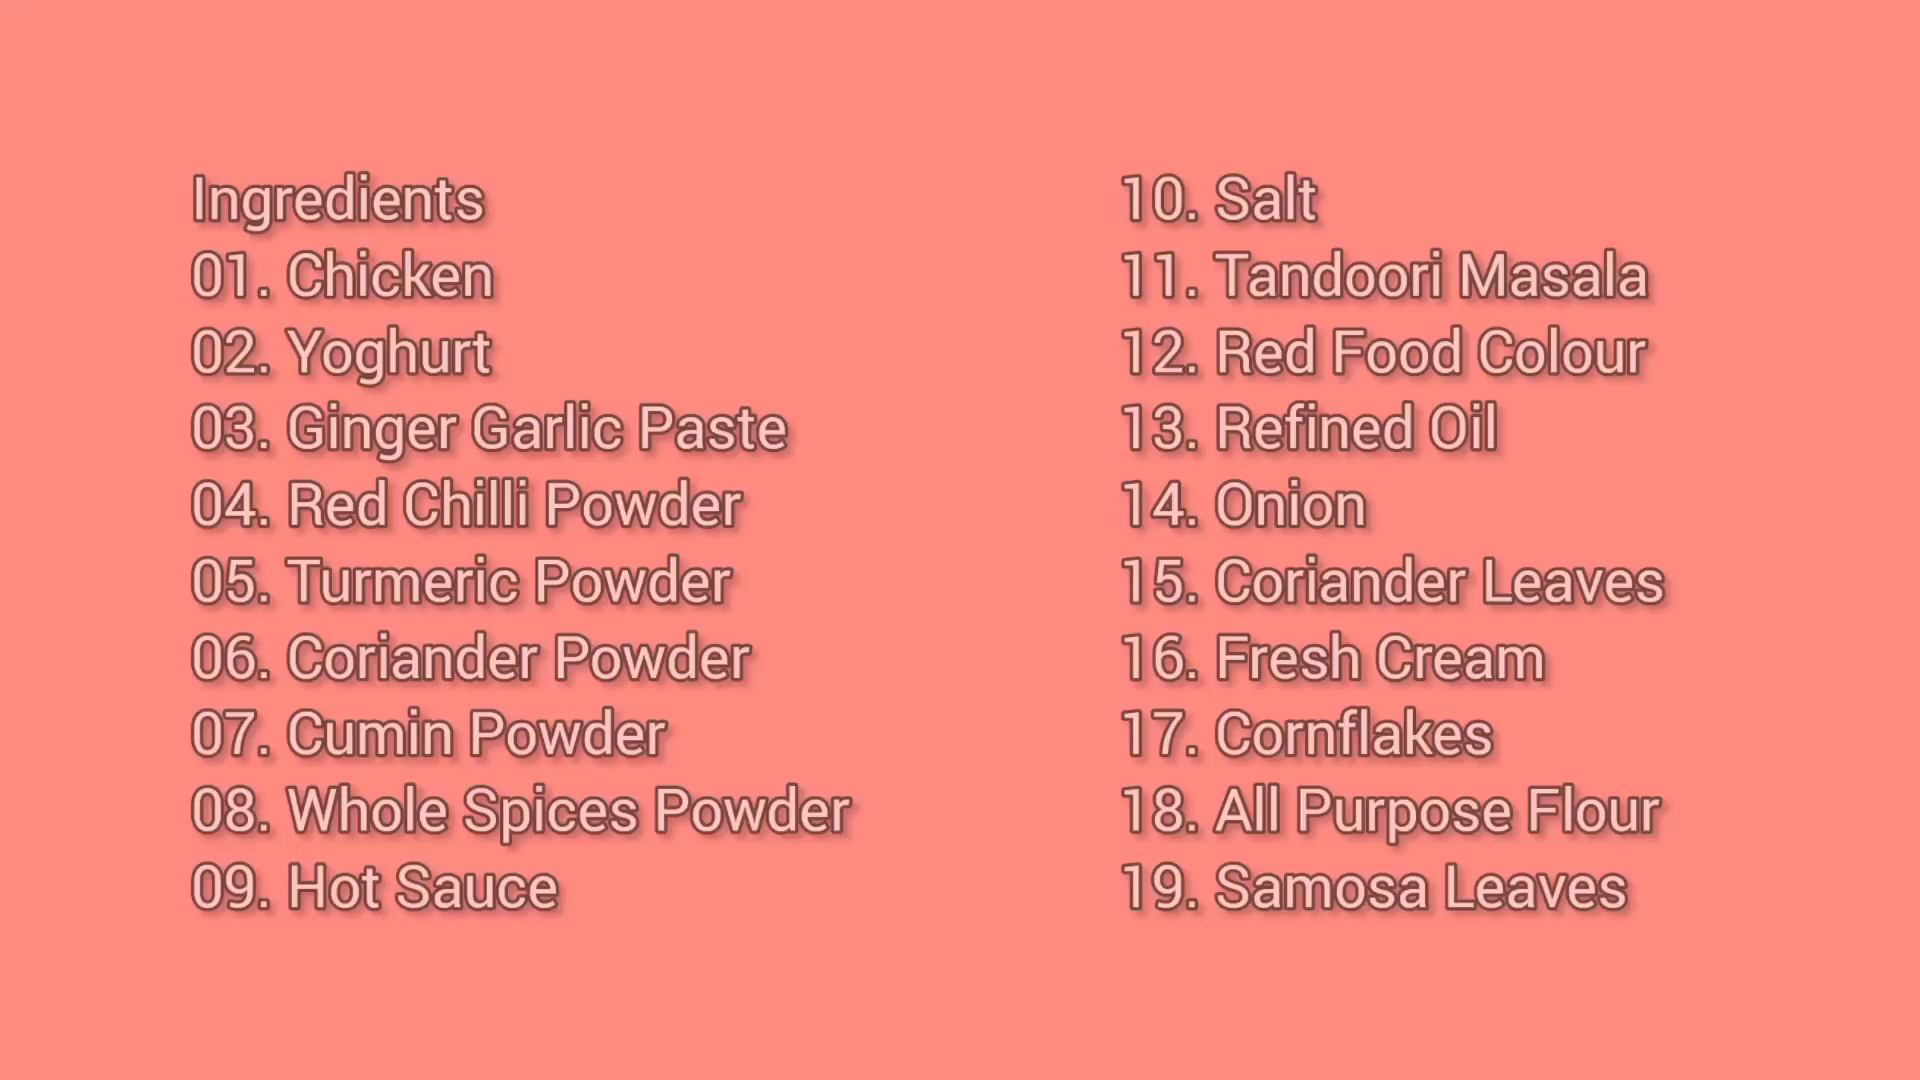 Ingredients
01. Chicken
02. Yoghurt
03. Ginger Garlic Paste
04. Red Chilli Powder
05. Turmeric Powder
06. Coriander Powder
07. Cumin Powder
08. Whole Spices Powder
09. Hot Sauce
10. Salt
11. Tandoori Masala
12. Red Food Colour
13. Refined Oil
14. Onion
15. Coriander Leaves
16. Fresh Cream
17. Cornflakes
18. All Purpose Flour
19. Samosa Leaves